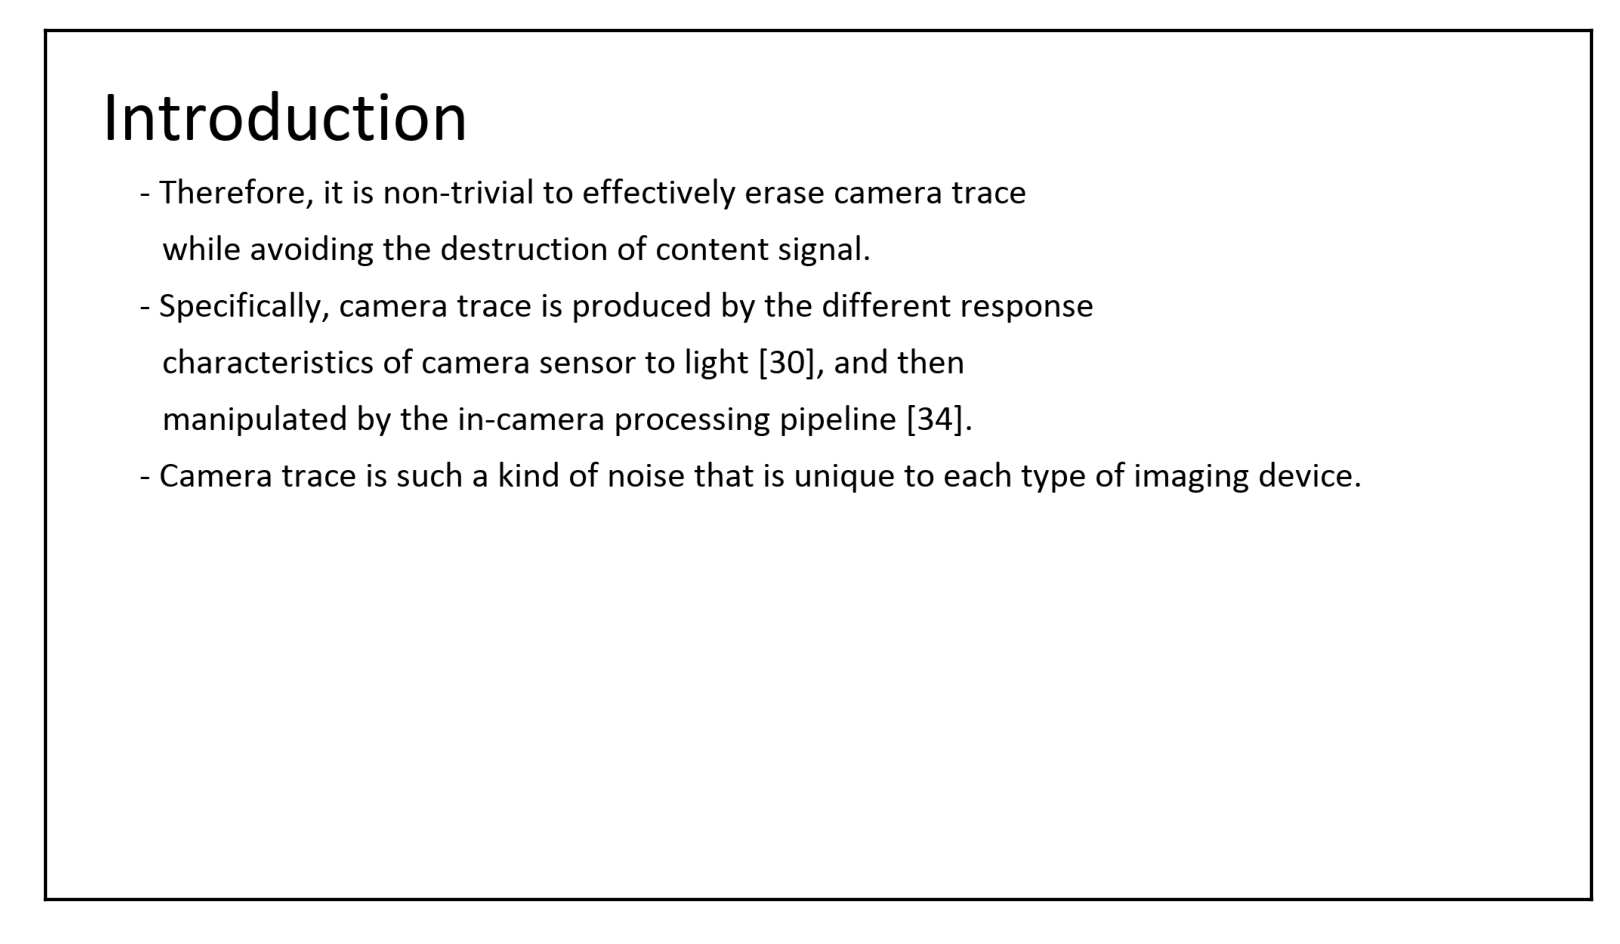 Introduction
- Therefore, it is non-trivial to effectively erase camera trace
while avoiding the destruction of content signal.
- Specifically, camera trace is produced by the different response
characteristics of camera sensor to light [30], and then
manipulated by the in-camera processing pipeline [34].
- Camera trace is such a kind of noise that is unique to each type of imaging device.